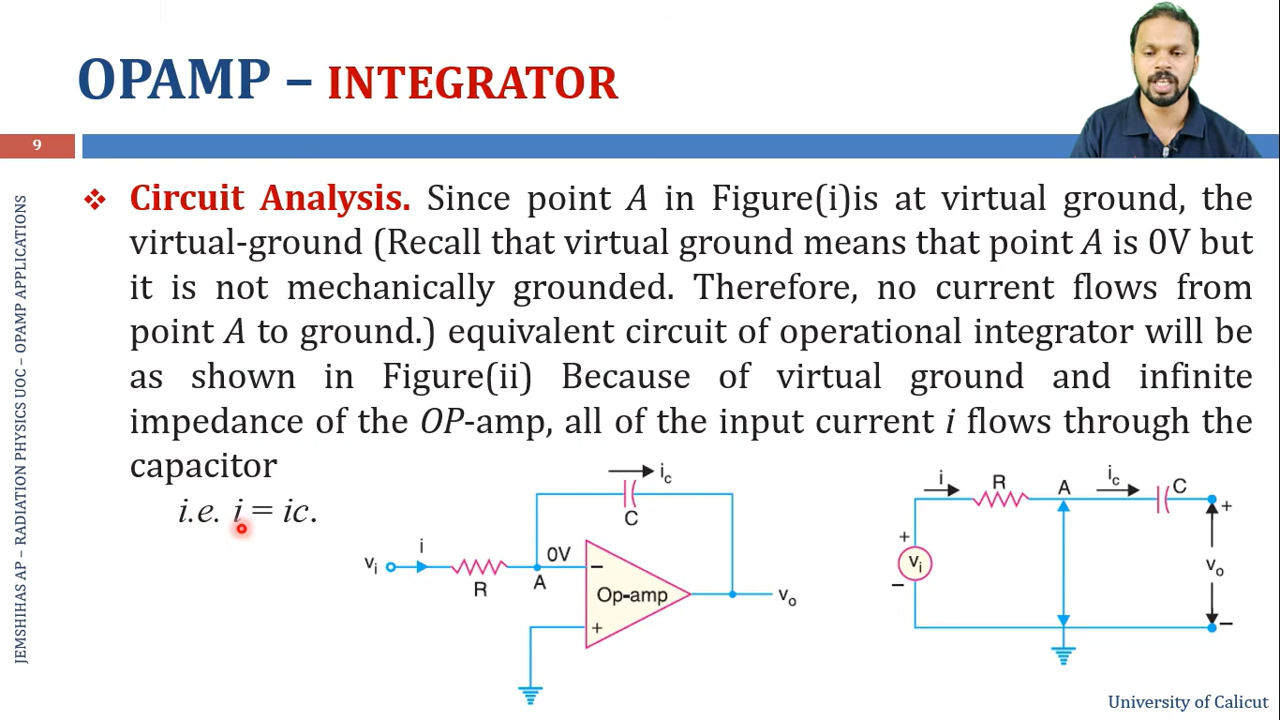 OPAMP – INTEGRATOR
9
JEMSHIHAS AP – RADIATION PHYSICS UOC – OPAMP APPLICATIONS
❖ Circuit Analysis. Since point A in Figure(i)is at virtual ground, the
virtual-ground (Recall that virtual ground means that point A is 0V but
it is not mechanically grounded. Therefore, no current flows from
point A to ground.) equivalent circuit of operational integrator will be
as shown in Figure(ii) Because of virtual ground and infinite
impedance of the OP-amp, all of the input current i flows through the
capacitor
i.e. i = ic.
ic
C
vi
i
R
0V
A
−
Op-amp
+
vo
i
R
A
ic
C
+
+
vi
−
vo
−
University of Calicut